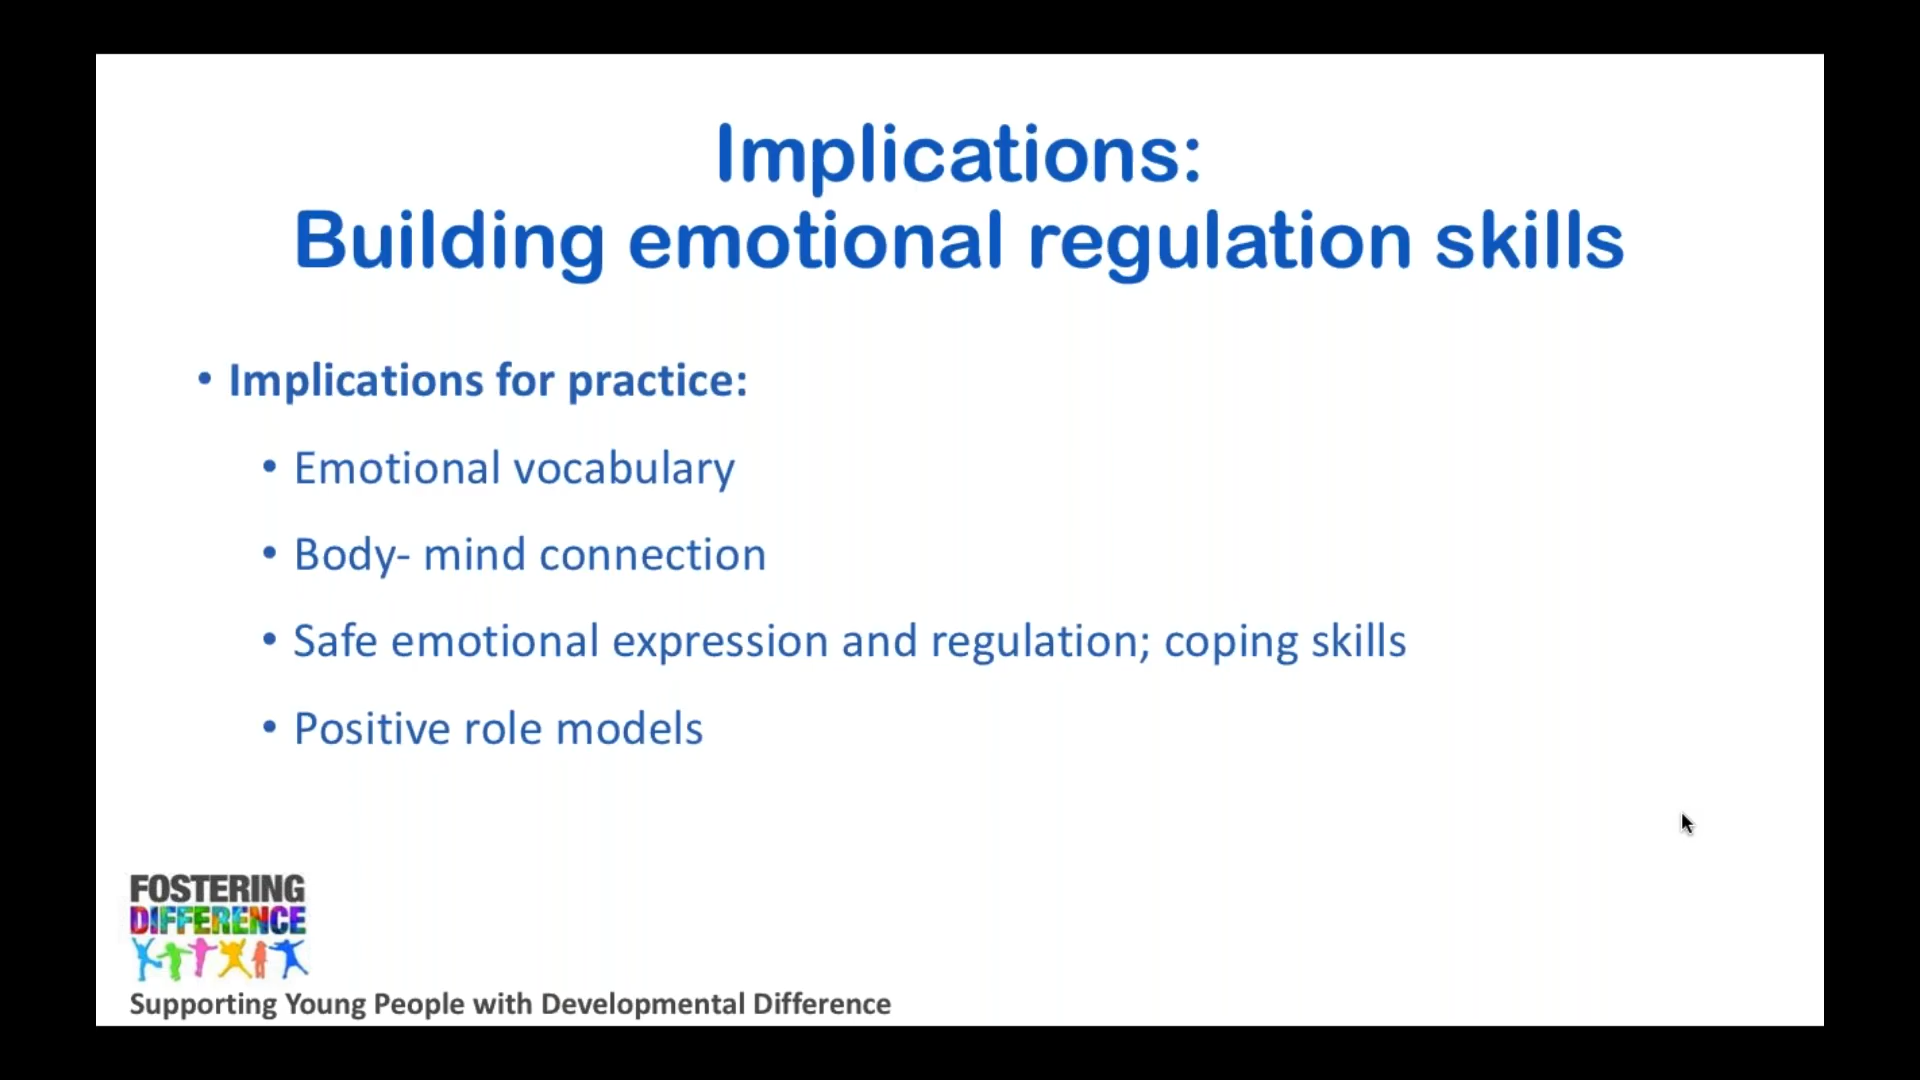 Implications:
Building emotional regulation skills
• Implications for practice:
• Emotional vocabulary
• Body- mind connection
• Safe emotional expression and regulation; coping skills
• Positive role models
FOSTERING
DIFFERENCE
Supporting Young People with Developmental Difference